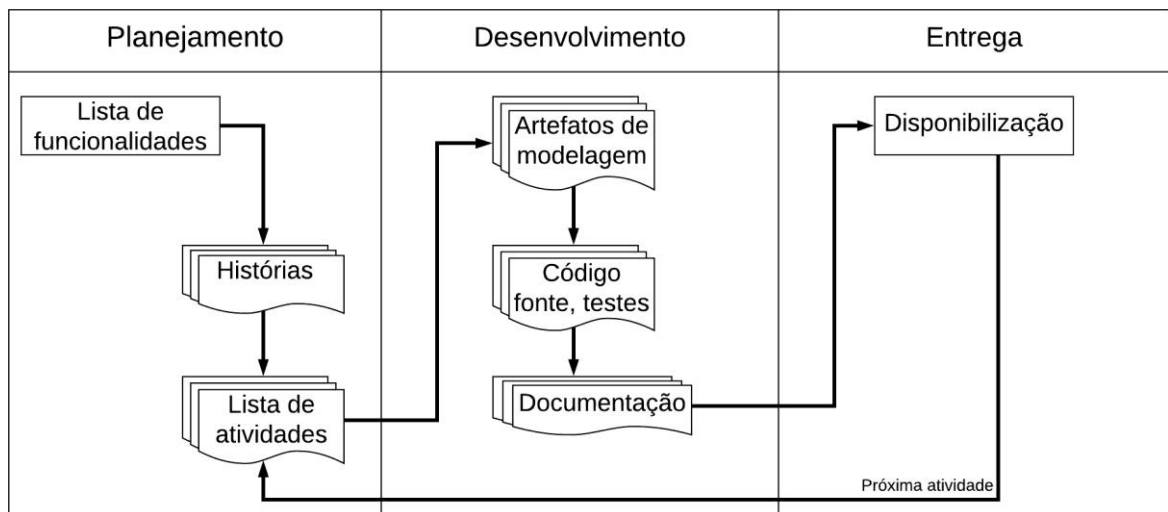 Planejamento
Desenvolvimento
Entrega
Lista de
funcionalidades
Histórias
Lista de
atividades
Artefatos de
modelagem
Código
fonte, testes
Documentação
Disponibilização
Próxima atividade